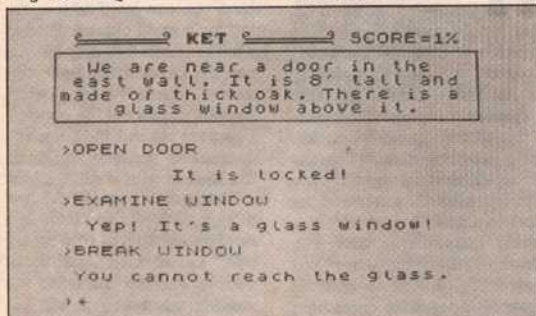 KET SCORE=1%
We are near a door in the
east wall. It is 8' tall and
made of thick oak. There is a
glass window above it.
>OPEN DOOR
It is locked!
>EXAMINE WINDOW
Yep! It's a glass window!
>BREAK WINDOW
You cannot reach the glass.
>←